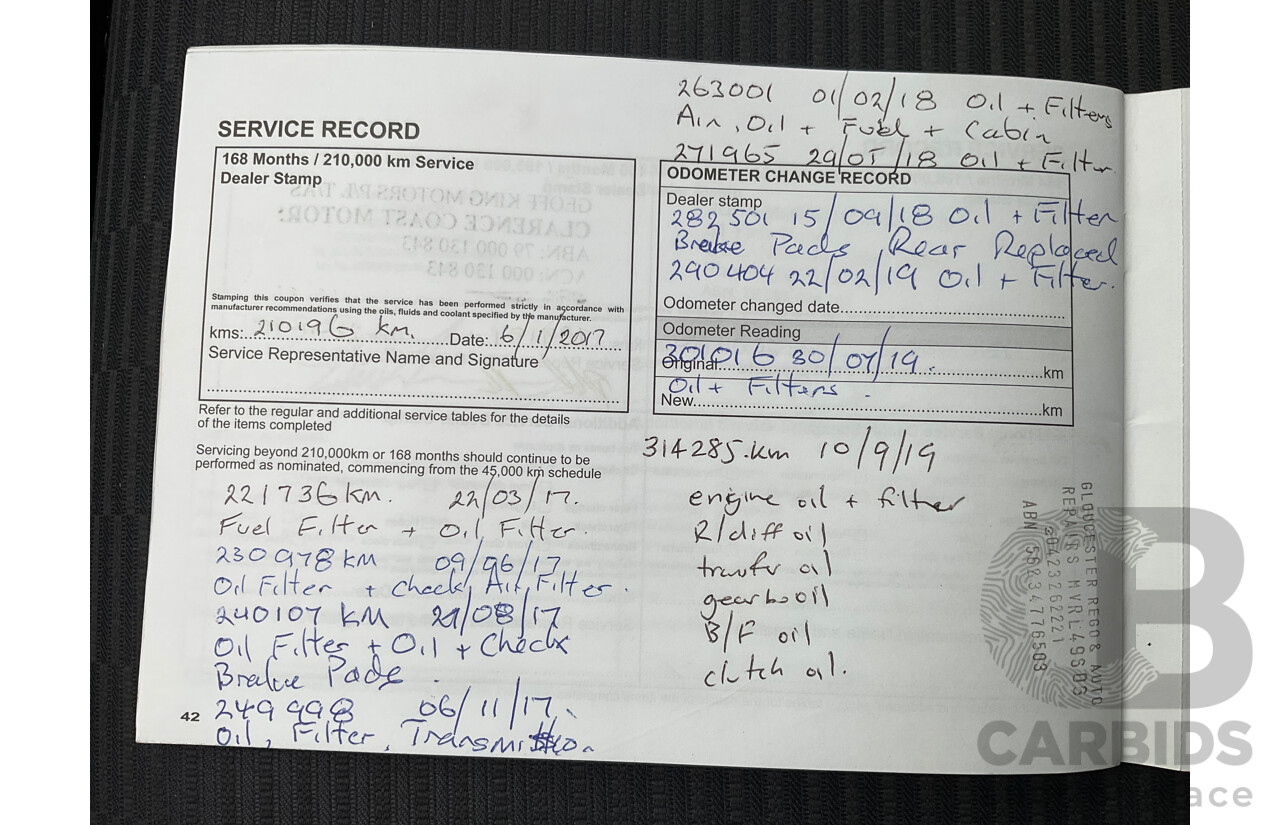 SERVICE RECORD
168 Months / 210,000 km Service
Dealer Stamp
Stamping this coupon verifies that the service has been performed strictly in accordance with
manufacturer recommendations using the oils, fluids and coolant specified by the manufacturer.
kms: 210196 km. Date: 6/1/2017
Service Representative Name and Signature
Refer to the regular and additional service tables for the details
of the items completed
Servicing beyond 210,000km or 168 months should continue to be
performed as nominated, commencing from the 45,000 km schedule
221736km. 22/03/17.
Fuel Filter + Oil Filter.
230978 KM 09/06/17
Oil Filter + Check Air Filter.
240107 KM 29/08/17
Oil Filter + Oil + Check
Brake Pads.
249998 06/11/17.
Oil, Filter, Transmission
42
263001 01/02/18 Oil + Filters
Air, Oil + Fuel + Cabin
271965 29/05/18 Oil + Filter.
ODOMETER CHANGE RECORD
Dealer stamp
282501 15/09/18 Oil + Filter
Brake Pads Rear Replaced
290404 22/02/19 Oil + Filter.
Odometer changed date
Odometer Reading
301016 30/07/19.
Original km
Oil + Filters.
New km
314285.km 10/9/19
engine oil + filter
R/diff oil
transfr oil
gearbo oil
B/F oil
clutch oil.
GLOUCESTER REGO & AUTO
REPAIRS MVRL49603
0423262221
ABN 56234776503
GEOFF KING MOTORS P/L T/AS
CLARENCE COAST MOTORS
ABN: 79 000 130 843
ACN: 000 130 843
CB
CARBIDS
ace